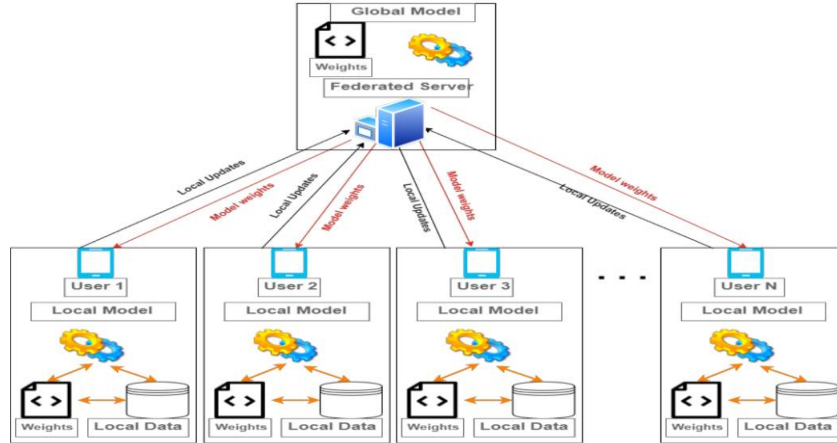 Global Model
< >
Weights
Federated Server
Local Updates
Model weights
Local Updates
Model weights
Local Updates
Model weights
Model weights
Local Updates
User 1
User 2
User 3
. . .
User N
Local Model
Local Model
Local Model
Local Model
< >
< >
< >
< >
Weights
Local Data
Weights
Local Data
Weights
Local Data
Weights
Local Data